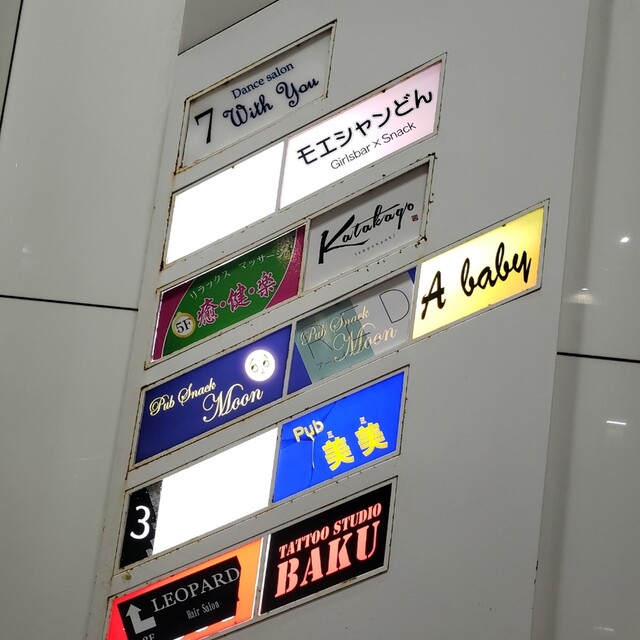 7
Dance salon
With You
モエシャンどん
Girlsbar × Snack
Katakago
リラックス マッサージ
5F
癒・健・楽
A baby
Pub Snack
Moon
Pub Snack
Moon
3
Pub
ミ ミ
美美
LEOPARD
Hair Salon
TATTOO STUDIO
BAKU